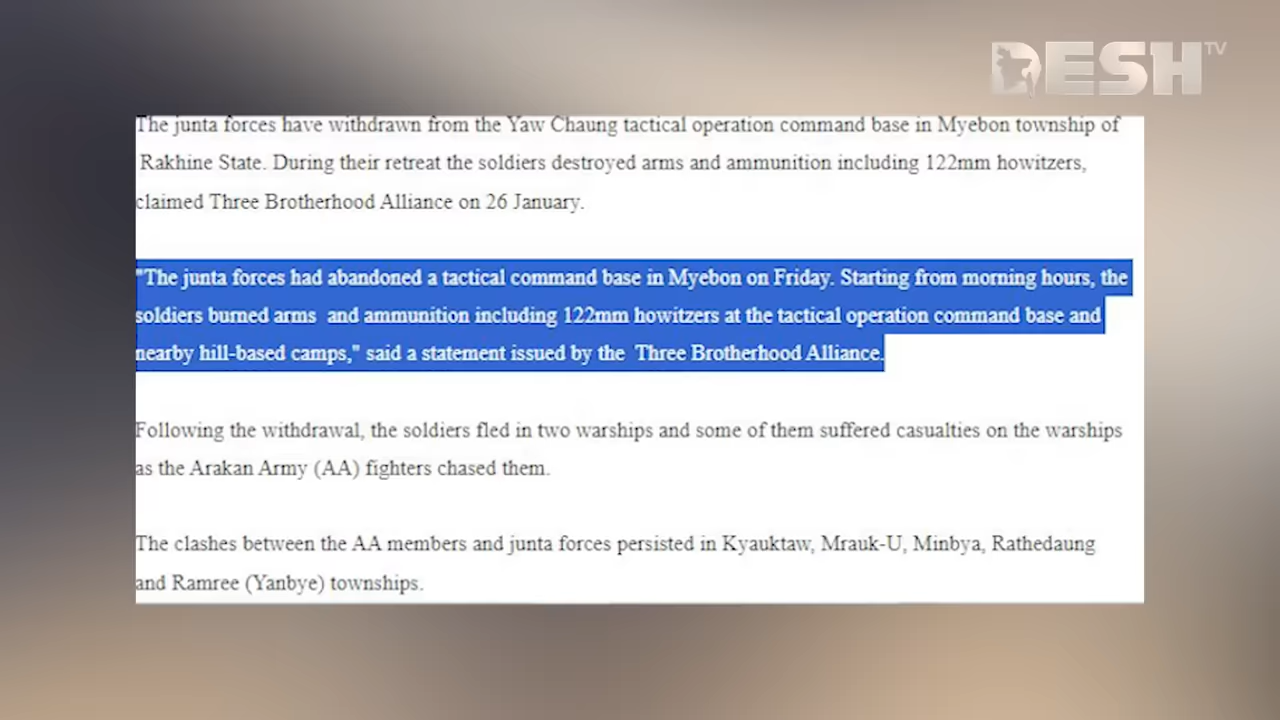 DESH TV
The junta forces have withdrawn from the Yaw Chaung tactical operation command base in Myebon township of
Rakhine State. During their retreat the soldiers destroyed arms and ammunition including 122mm howitzers,
claimed Three Brotherhood Alliance on 26 January.
"The junta forces had abandoned a tactical command base in Myebon on Friday. Starting from morning hours, the
soldiers burned arms and ammunition including 122mm howitzers at the tactical operation command base and
nearby hill-based camps," said a statement issued by the Three Brotherhood Alliance.
Following the withdrawal, the soldiers fled in two warships and some of them suffered casualties on the warships
as the Arakan Army (AA) fighters chased them.
The clashes between the AA members and junta forces persisted in Kyauktaw, Mrauk-U, Minbya, Rathedaung
and Ramree (Yanbye) townships.